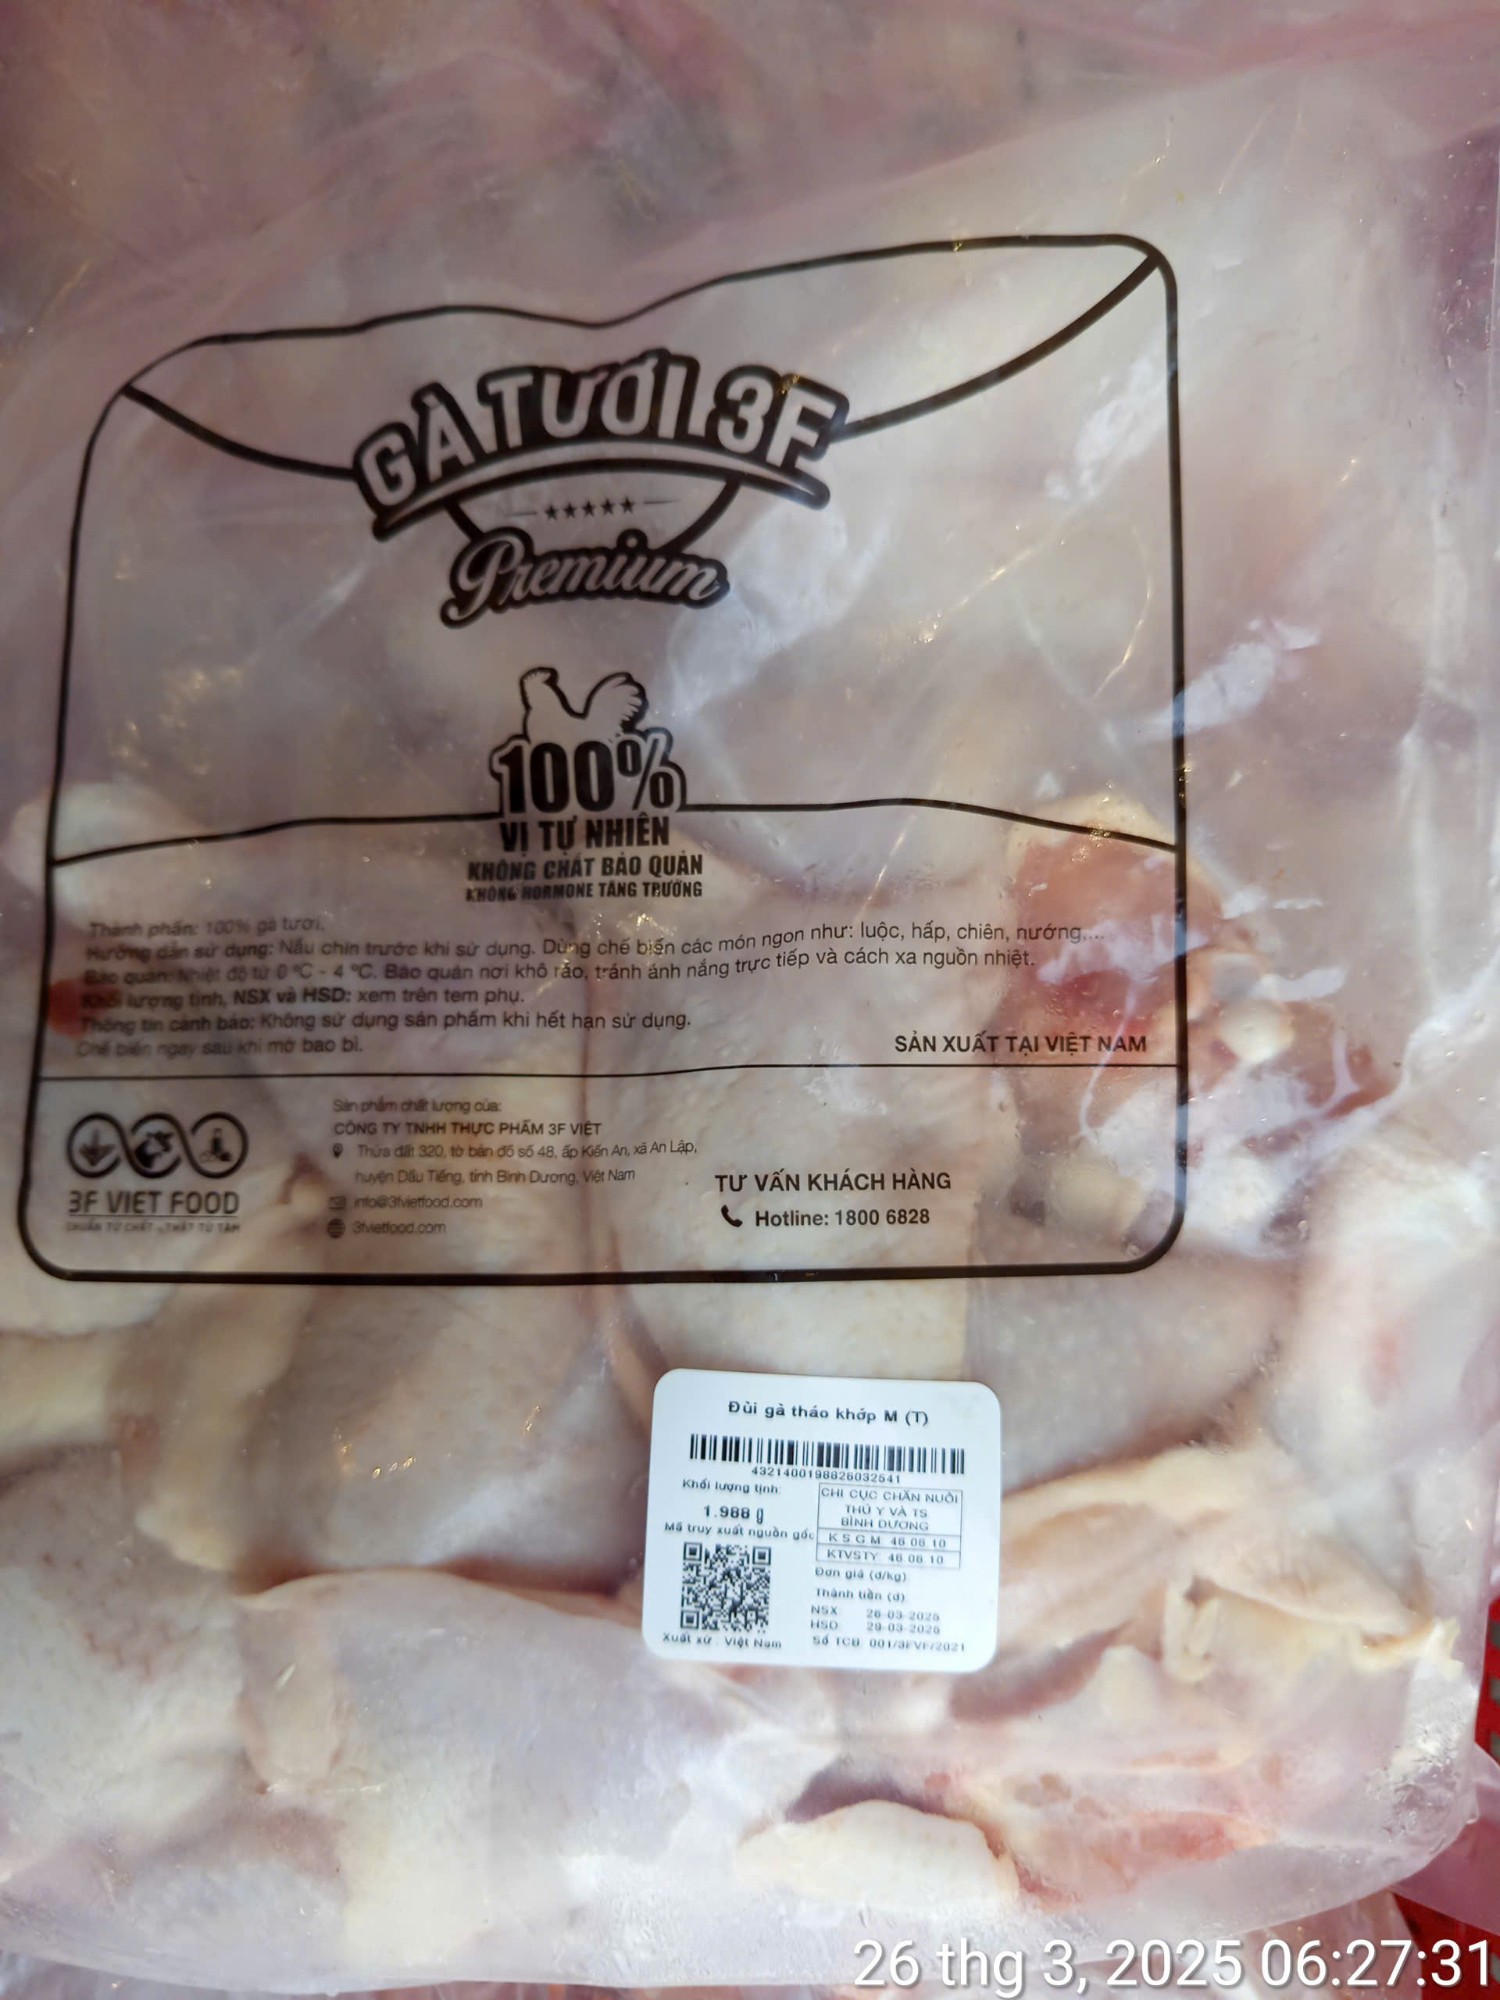 GÀ TƯƠI 3F
Premium
100%
VỊ TỰ NHIÊN
KHÔNG CHẤT BẢO QUẢN
KHÔNG HORMONE TĂNG TRƯỞNG
Thành phần: 100% gà tươi.
Hướng dẫn sử dụng: Nấu chín trước khi sử dụng. Dùng chế biến các món ngon như: luộc, hấp, chiên, nướng,...
Bảo quản: Nhiệt độ từ 0 °C - 4 °C. Bảo quản nơi khô ráo, tránh ánh nắng trực tiếp và cách xa nguồn nhiệt.
Khối lượng tịnh, NSX và HSD: xem trên tem phụ.
Thông tin cảnh báo: Không sử dụng sản phẩm khi hết hạn sử dụng.
Chế biến ngay sau khi mở bao bì.
SẢN XUẤT TẠI VIỆT NAM
Sản phẩm chất lượng của:
CÔNG TY TNHH THỰC PHẨM 3F VIỆT
Thửa đất 320, tờ bản đồ số 48, ấp Kiến An, xã An Lập,
huyện Dầu Tiếng, tỉnh Bình Dương, Việt Nam
info@3fvietfood.com
3fvietfood.com
3F VIET FOOD
CHUẨN TỪ CHẤT - THẬT TỪ TÂM
TƯ VẤN KHÁCH HÀNG
Hotline: 1800 6828
Đùi gà tháo khớp M (T)
4321400198826032541
Khối lượng tịnh:
1.988 g
Mã truy xuất nguồn gốc
CHI CỤC CHĂN NUÔI
THÚ Y VÀ TS
BÌNH DƯƠNG
K S G M 46 06 10
KTVSTY 46 06 10
Đơn giá (đ/kg)
Thành tiền (đ)
NSX 26-03-2025
HSD 29-03-2025
Số TCB 001/3FVF/2021
Xuất xứ : Việt Nam
26 thg 3, 2025 06:27:31